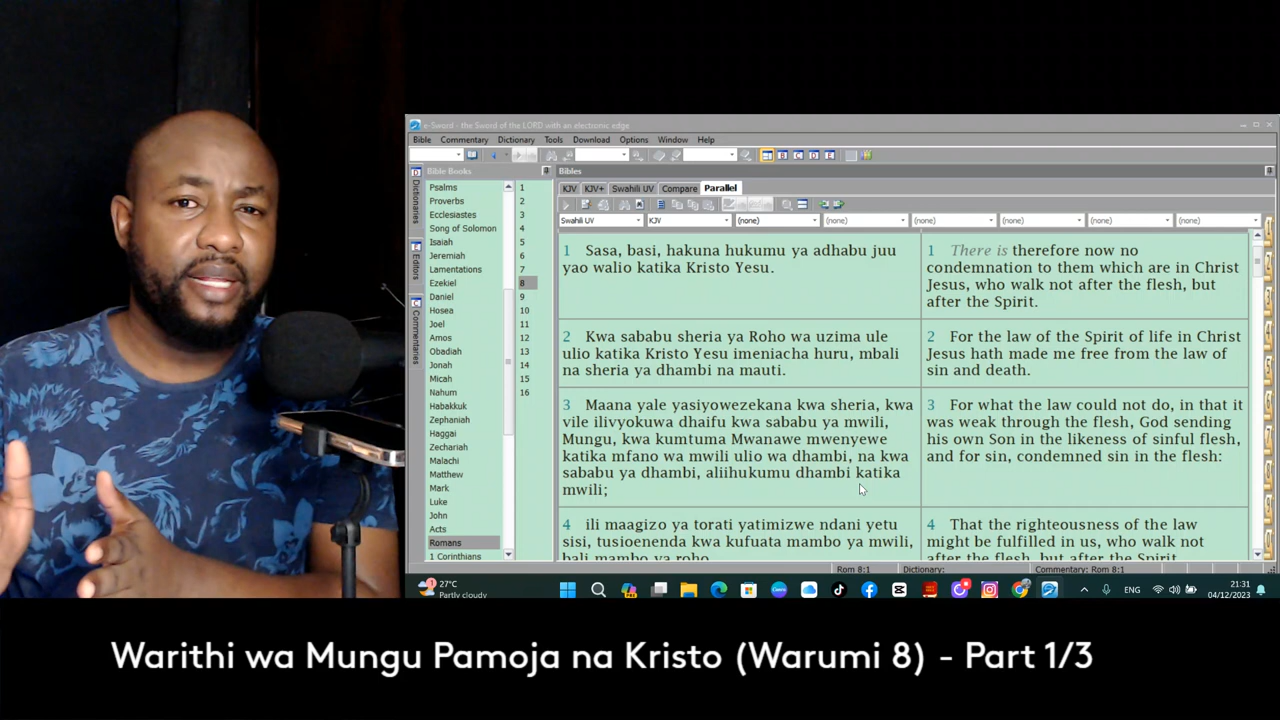 e-Sword - the Sword of the LORD with an electronic edge
Bible Commentary Dictionary Tools Download Options Window Help
Bible Books
Bibles
Dictionaries
Editors
Commentaries
KJV KJV+ Swahili UV Compare Parallel
Swahili UV KJV (none) (none) (none) (none) (none) (none)
Psalms
Proverbs
Ecclesiastes
Song of Solomon
Isaiah
Jeremiah
Lamentations
Ezekiel
Daniel
Hosea
Joel
Amos
Obadiah
Jonah
Micah
Nahum
Habakkuk
Zephaniah
Haggai
Zechariah
Malachi
Matthew
Mark
Luke
John
Acts
Romans
1 Corinthians
1
2
3
4
5
6
7
8
9
10
11
12
13
14
15
16
1 Sasa, basi, hakuna hukumu ya adhabu juu
yao walio katika Kristo Yesu.
2 Kwa sababu sheria ya Roho wa uzima ule
ulio katika Kristo Yesu imeniacha huru, mbali
na sheria ya dhambi na mauti.
3 Maana yale yasiyowezekana kwa sheria, kwa
vile ilivyokuwa dhaifu kwa sababu ya mwili,
Mungu, kwa kumtuma Mwanawe mwenyewe
katika mfano wa mwili ulio wa dhambi, na kwa
sababu ya dhambi, aliihukumu dhambi katika
mwili;
4 ili maagizo ya torati yatimizwe ndani yetu
sisi, tusioenenda kwa kufuata mambo ya mwili,
bali mambo ya roho.
1 There is therefore now no
condemnation to them which are in Christ
Jesus, who walk not after the flesh, but
after the Spirit.
2 For the law of the Spirit of life in Christ
Jesus hath made me free from the law of
sin and death.
3 For what the law could not do, in that it
was weak through the flesh, God sending
his own Son in the likeness of sinful flesh,
and for sin, condemned sin in the flesh:
4 That the righteousness of the law
might be fulfilled in us, who walk not
after the flesh, but after the Spirit.
Rom 8:1 Dictionary: Commentary: Rom 8:1
27°C
Partly cloudy
ENG
21:31
04/12/2023
Warithi wa Mungu Pamoja na Kristo (Warumi 8) - Part 1/3